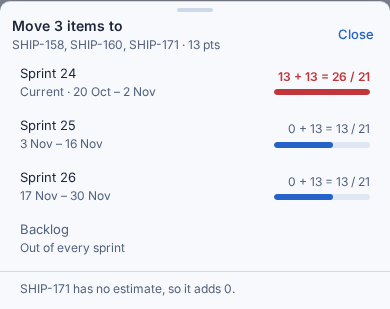 Move 3 items to
SHIP-158, SHIP-160, SHIP-171 · 13 pts
Close
Sprint 24
13 + 13 = 26 / 21
Current · 20 Oct – 2 Nov
Sprint 25
0 + 13 = 13 / 21
3 Nov – 16 Nov
Sprint 26
0 + 13 = 13 / 21
17 Nov – 30 Nov
Backlog
Out of every sprint
SHIP-171 has no estimate, so it adds 0.